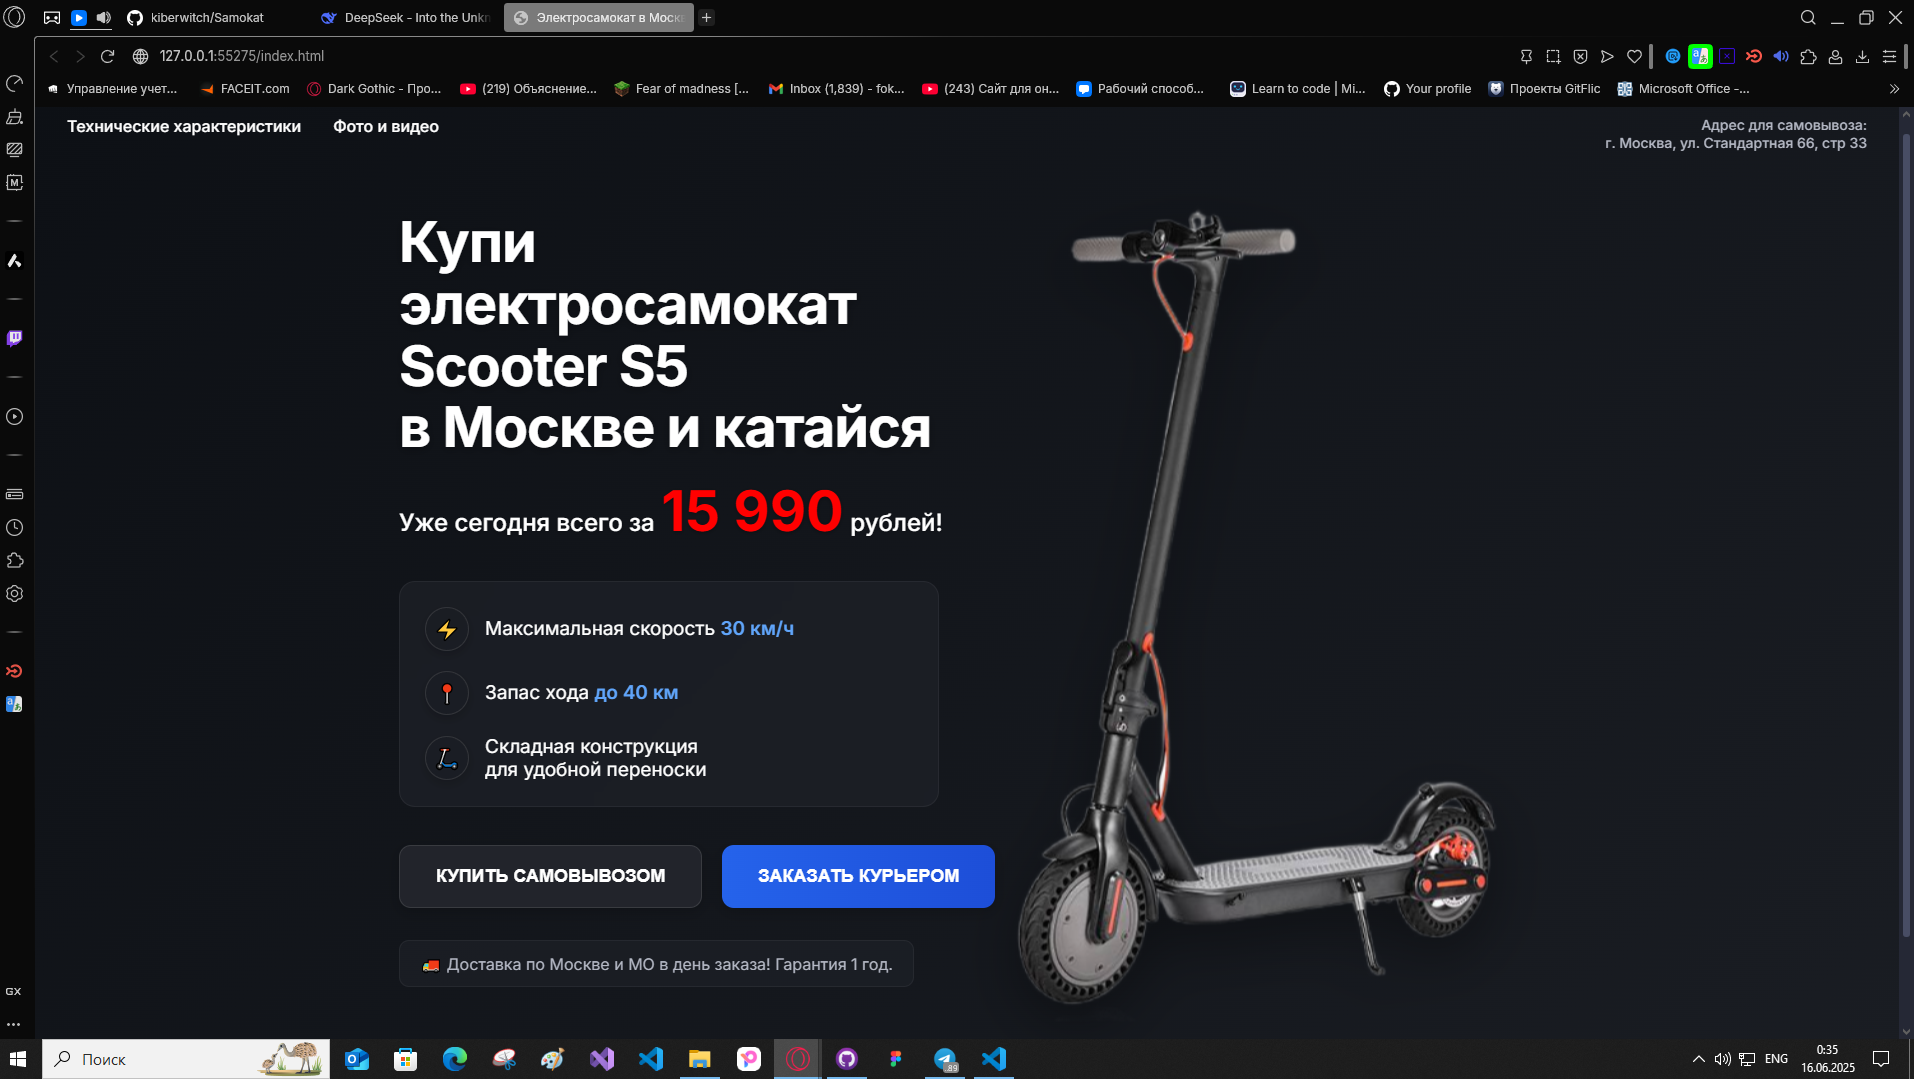 kiberwitch/Samokat
DeepSeek - Into the Unkn
Электросамокат в Москв
127.0.0.1:55275/index.html
Управление учет...
FACEIT.com
Dark Gothic - Про...
(219) Объяснение...
Fear of madness [...
Inbox (1,839) - fok...
(243) Сайт для он...
Рабочий способ...
Learn to code | Mi...
Your profile
Проекты GitFlic
Microsoft Office -...
Технические характеристики
Фото и видео
Адрес для самовывоза:
г. Москва, ул. Стандартная 66, стр 33
Купи
электросамокат
Scooter S5
в Москве и катайся
Уже сегодня всего за 15 990 рублей!
Максимальная скорость 30 км/ч
Запас хода до 40 км
Складная конструкция
для удобной переноски
КУПИТЬ САМОВЫВОЗОМ
ЗАКАЗАТЬ КУРЬЕРОМ
Доставка по Москве и МО в день заказа! Гарантия 1 год.
GX
Поиск
89
ENG
0:35
16.06.2025